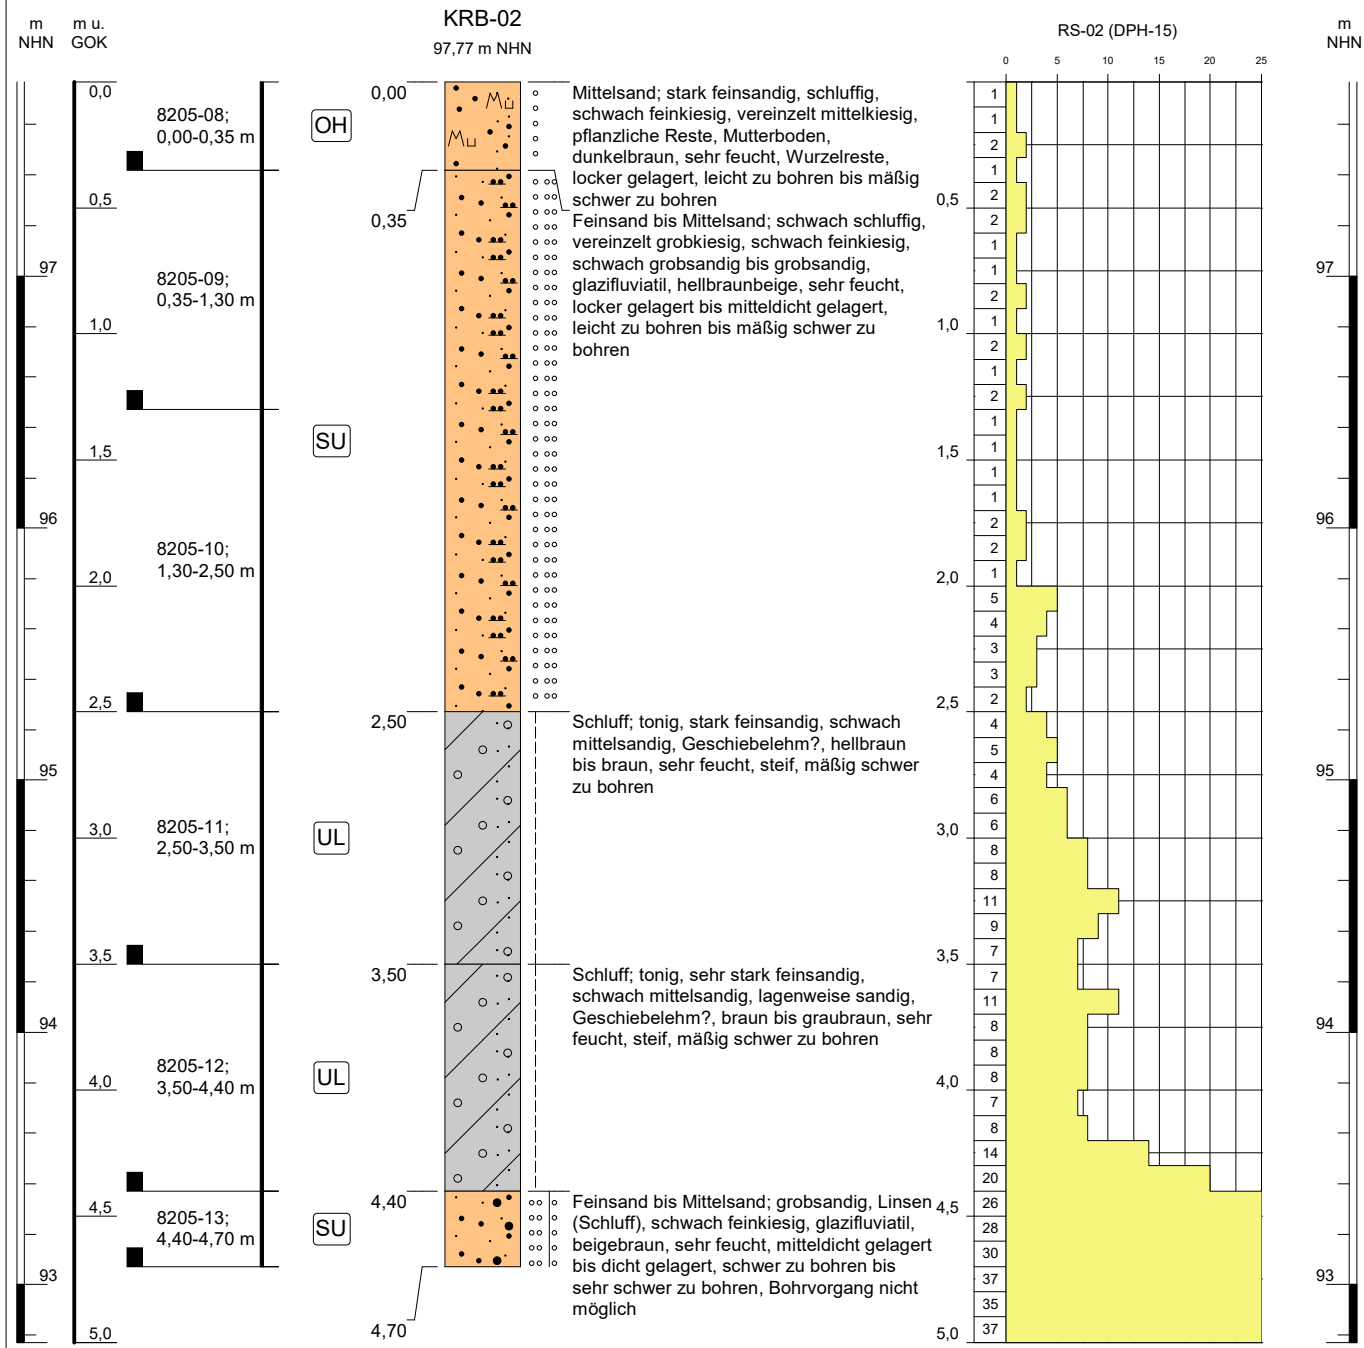 KRB-02
97,77 m NHN
RS-02 (DPH-15)
m
NHN
m u.
GOK
m
NHN
0 5 10 15 20 25
0,0
0,5
1,0
1,5
2,0
2,5
3,0
3,5
4,0
4,5
5,0
97
96
95
94
93
8205-08;
0,00-0,35 m
8205-09;
0,35-1,30 m
8205-10;
1,30-2,50 m
8205-11;
2,50-3,50 m
8205-12;
3,50-4,40 m
8205-13;
4,40-4,70 m
OH
SU
UL
UL
SU
0,00
0,35
2,50
3,50
4,40
4,70
Mu
Mu
Mittelsand; stark feinsandig, schluffig,
schwach feinkiesig, vereinzelt mittelkiesig,
pflanzliche Reste, Mutterboden,
dunkelbraun, sehr feucht, Wurzelreste,
locker gelagert, leicht zu bohren bis mäßig
schwer zu bohren
Feinsand bis Mittelsand; schwach schluffig,
vereinzelt grobkiesig, schwach feinkiesig,
schwach grobsandig bis grobsandig,
glazifluviatil, hellbraunbeige, sehr feucht,
locker gelagert bis mitteldicht gelagert,
leicht zu bohren bis mäßig schwer zu
bohren
Schluff; tonig, stark feinsandig, schwach
mittelsandig, Geschiebelehm?, hellbraun
bis braun, sehr feucht, steif, mäßig schwer
zu bohren
Schluff; tonig, sehr stark feinsandig,
schwach mittelsandig, lagenweise sandig,
Geschiebelehm?, braun bis graubraun, sehr
feucht, steif, mäßig schwer zu bohren
Feinsand bis Mittelsand; grobsandig, Linsen
(Schluff), schwach feinkiesig, glazifluviatil,
beigebraun, sehr feucht, mitteldicht gelagert
bis dicht gelagert, schwer zu bohren bis
sehr schwer zu bohren, Bohrvorgang nicht
möglich
0,5
1,0
1,5
2,0
2,5
3,0
3,5
4,0
4,5
5,0
1
1
2
1
2
2
1
1
2
1
2
1
2
1
1
1
1
2
2
1
5
4
3
3
2
4
5
4
6
6
8
8
11
9
7
7
11
8
8
8
7
8
14
20
26
28
30
37
35
37
97
96
95
94
93